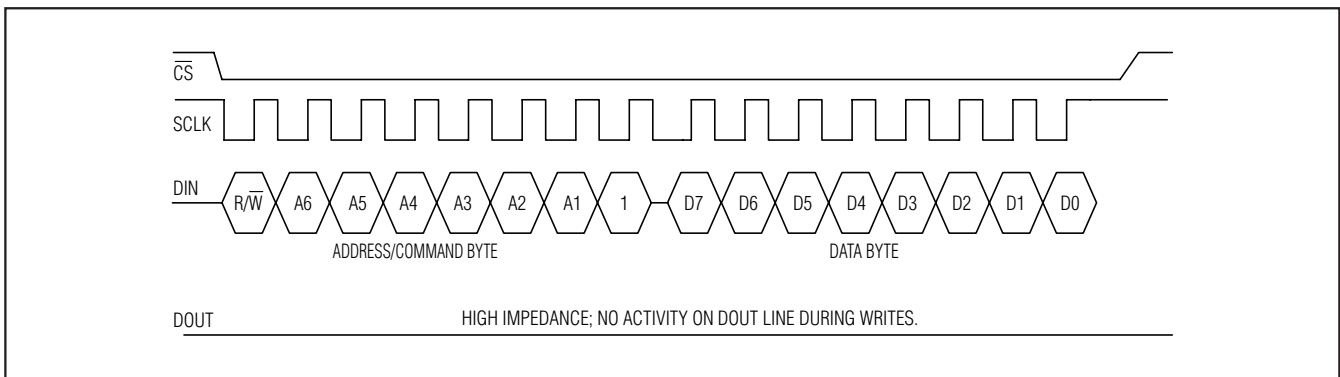 C̅S̅
SCLK
DIN
R/W̅ A6 A5 A4 A3 A2 A1 1 D7 D6 D5 D4 D3 D2 D1 D0
ADDRESS/COMMAND BYTE DATA BYTE
DOUT HIGH IMPEDANCE; NO ACTIVITY ON DOUT LINE DURING WRITES.